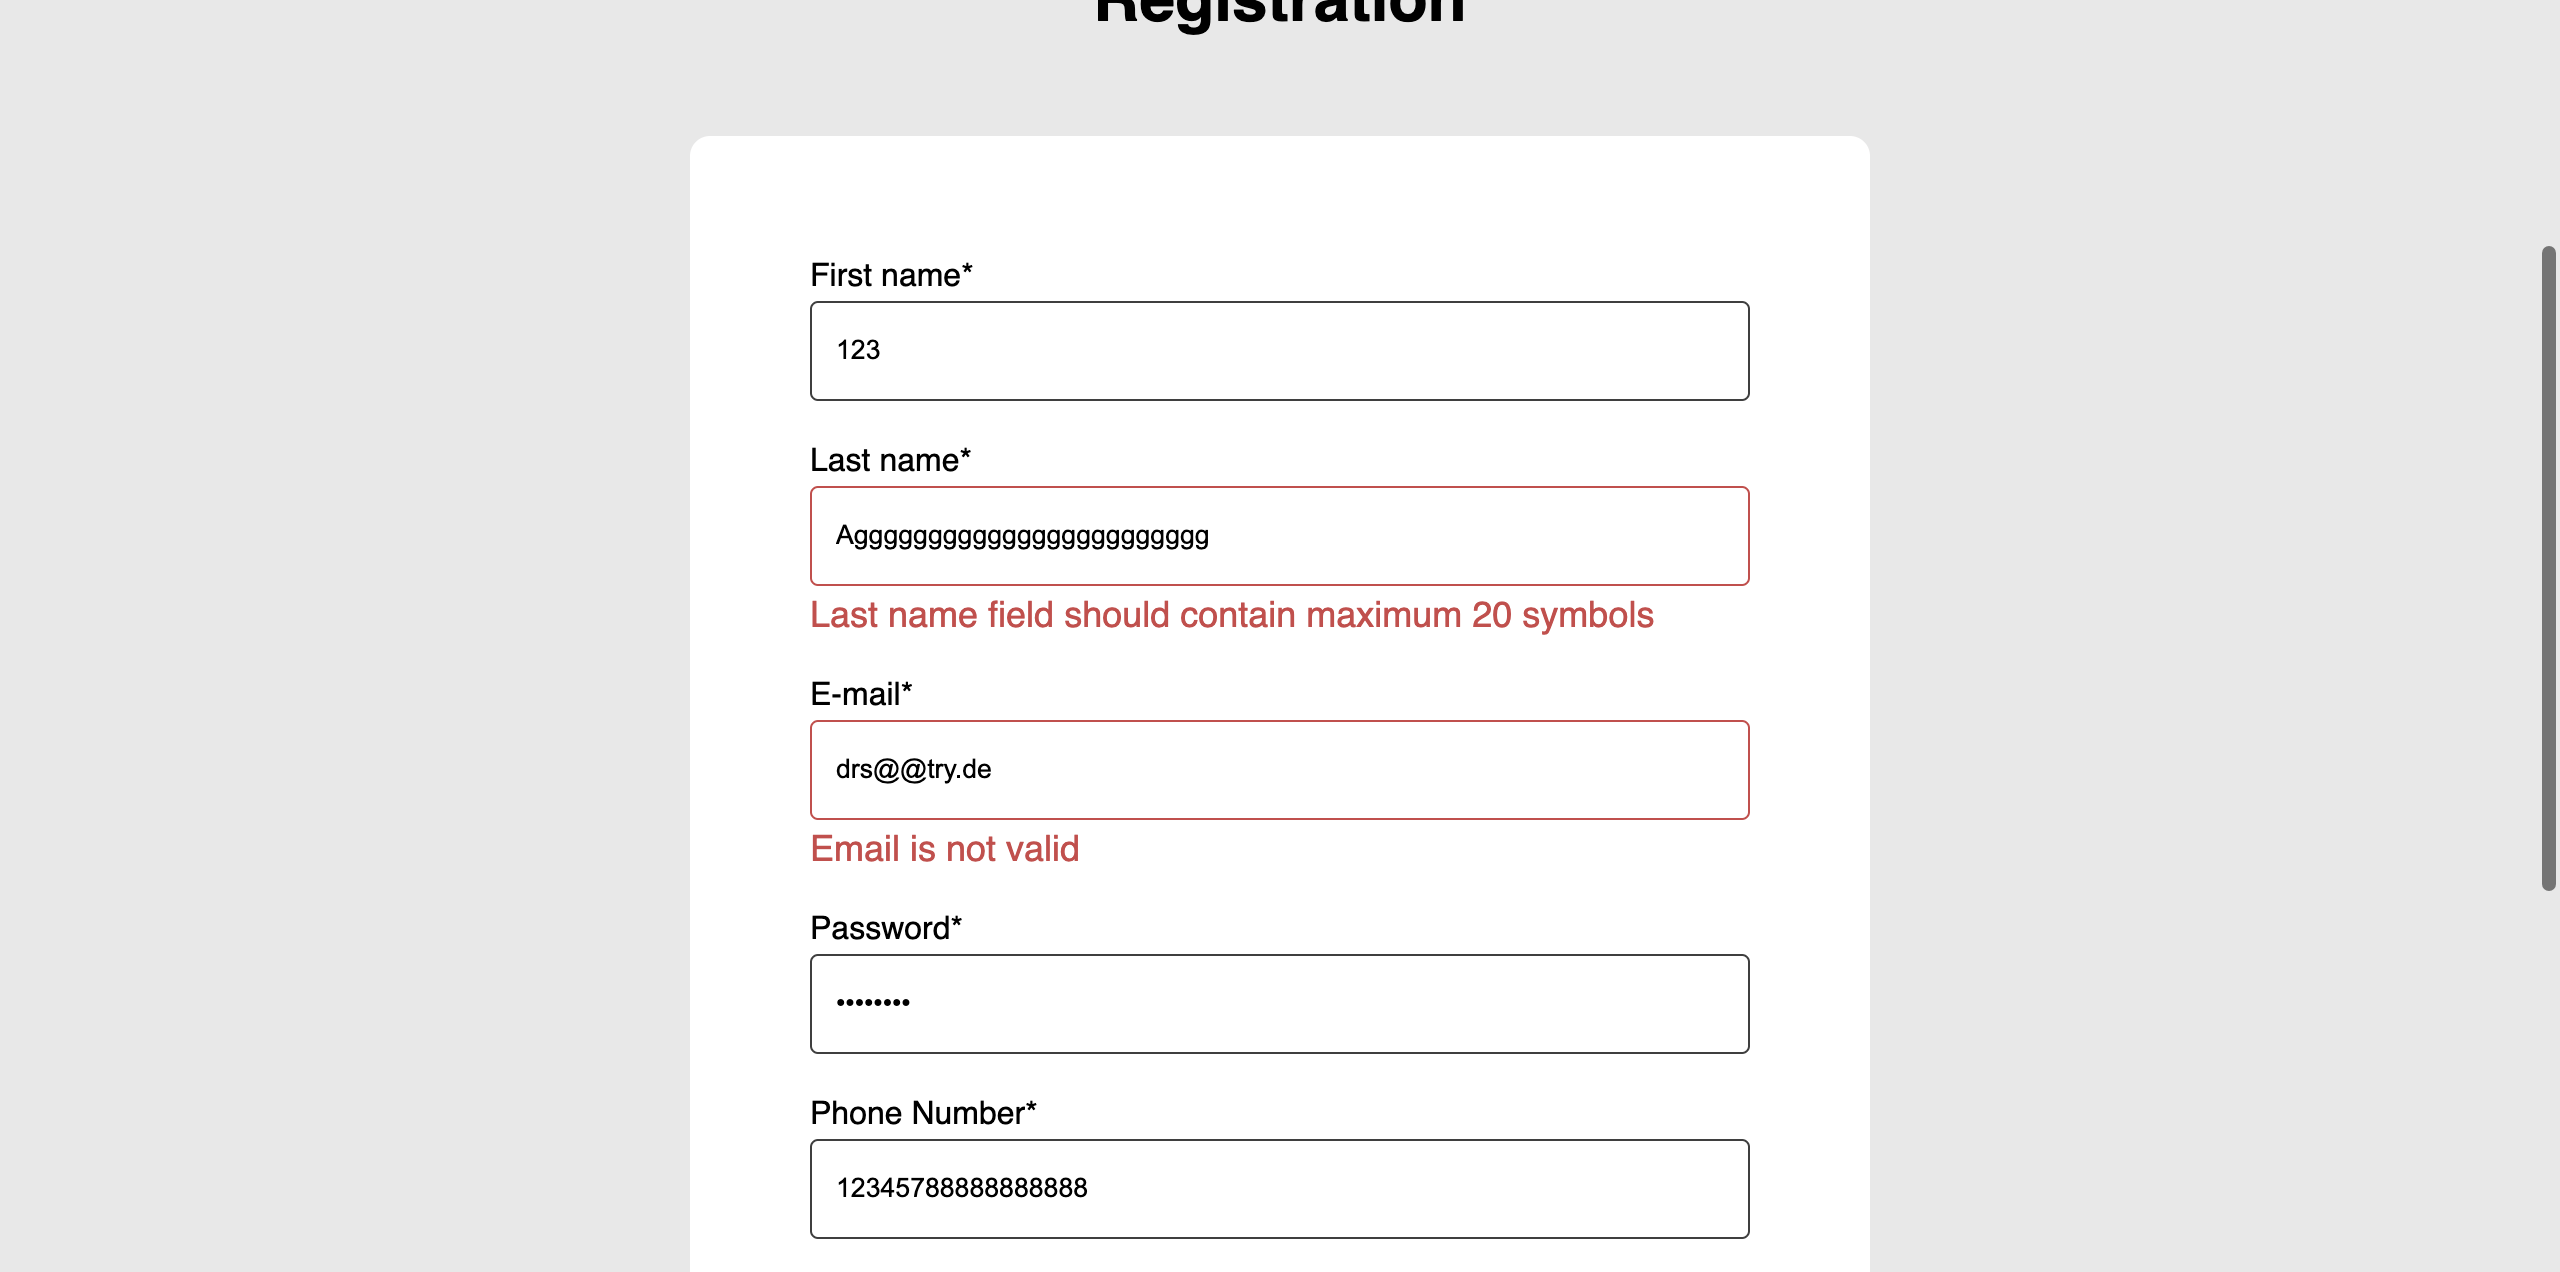 Registration
First name*
123
Last name*
Agggggggggggggggggggggggg
Last name field should contain maximum 20 symbols
E-mail*
drs@@try.de
Email is not valid
Password*
••••••••
Phone Number*
12345788888888888